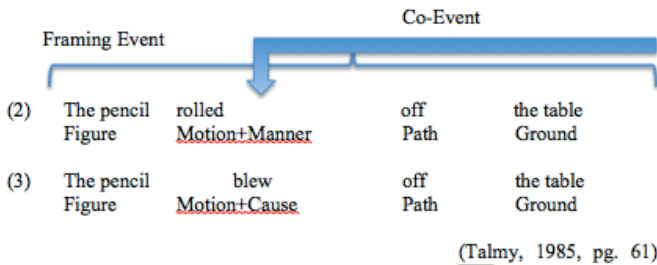 Co-Event
Framing Event
(2) The pencil rolled off the table
Figure Motion+Manner Path Ground
(3) The pencil blew off the table
Figure Motion+Cause Path Ground
(Talmy, 1985, pg. 61)